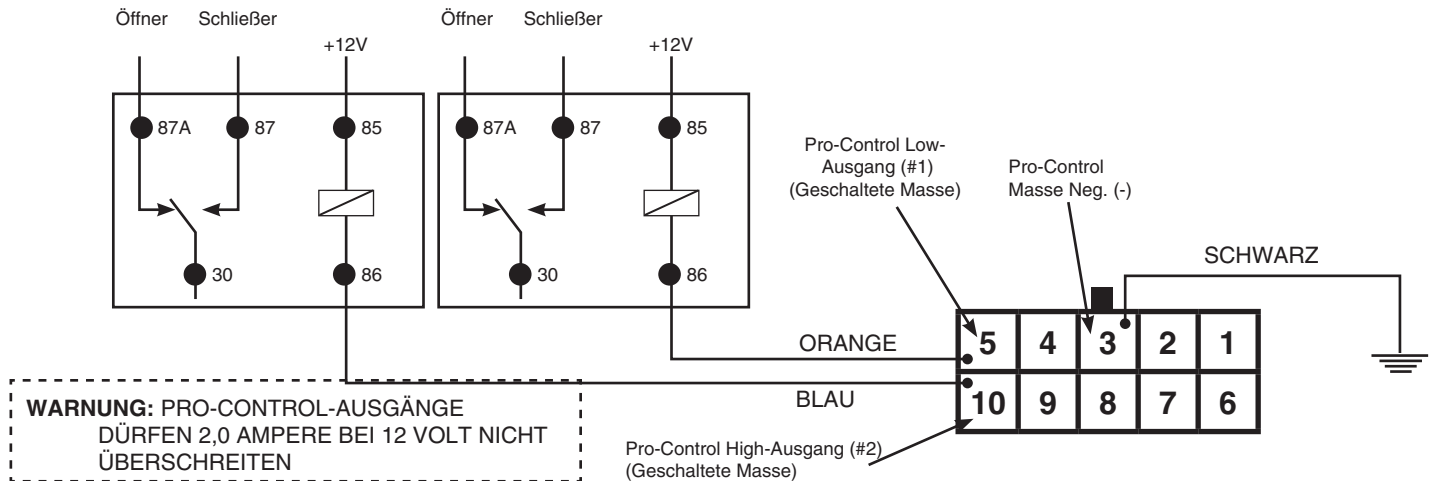 Öffner Schließer
+12V
87A 87 85
30 86
Öffner Schließer
+12V
87A 87 85
30 86
Pro-Control Low-
Ausgang (#1)
(Geschaltete Masse)
Pro-Control
Masse Neg. (-)
SCHWARZ
ORANGE
BLAU
5 4 3 2 1
10 9 8 7 6
WARNUNG: PRO-CONTROL-AUSGÄNGE
DÜRFEN 2,0 AMPERE BEI 12 VOLT NICHT
ÜBERSCHREITEN
Pro-Control High-Ausgang (#2)
(Geschaltete Masse)